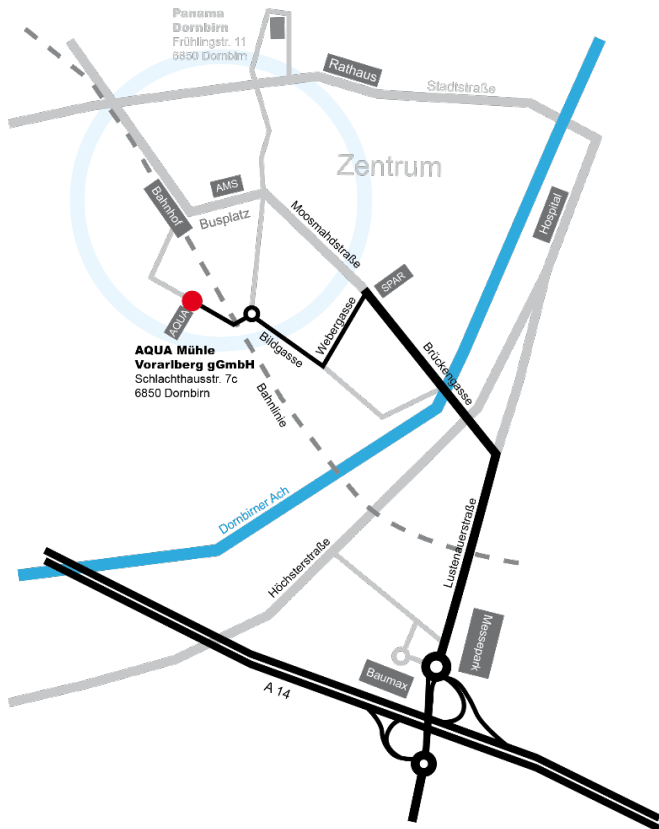 Panama
Dornbirn
Frühlingstr. 11
6850 Dornbirn
Rathaus
Stadtstraße
Zentrum
AMS
Bahnhof
Busplatz
Hospital
Moosmahdstraße
SPAR
AQUA
Webergasse
Bildgasse
Brückengasse
AQUA Mühle
Vorarlberg gGmbH
Schlachthausstr. 7c
6850 Dornbirn
Bahnlinie
Dornbirner Ach
Höchsterstraße
Lustenauerstraße
Messepark
Baumax
A 14